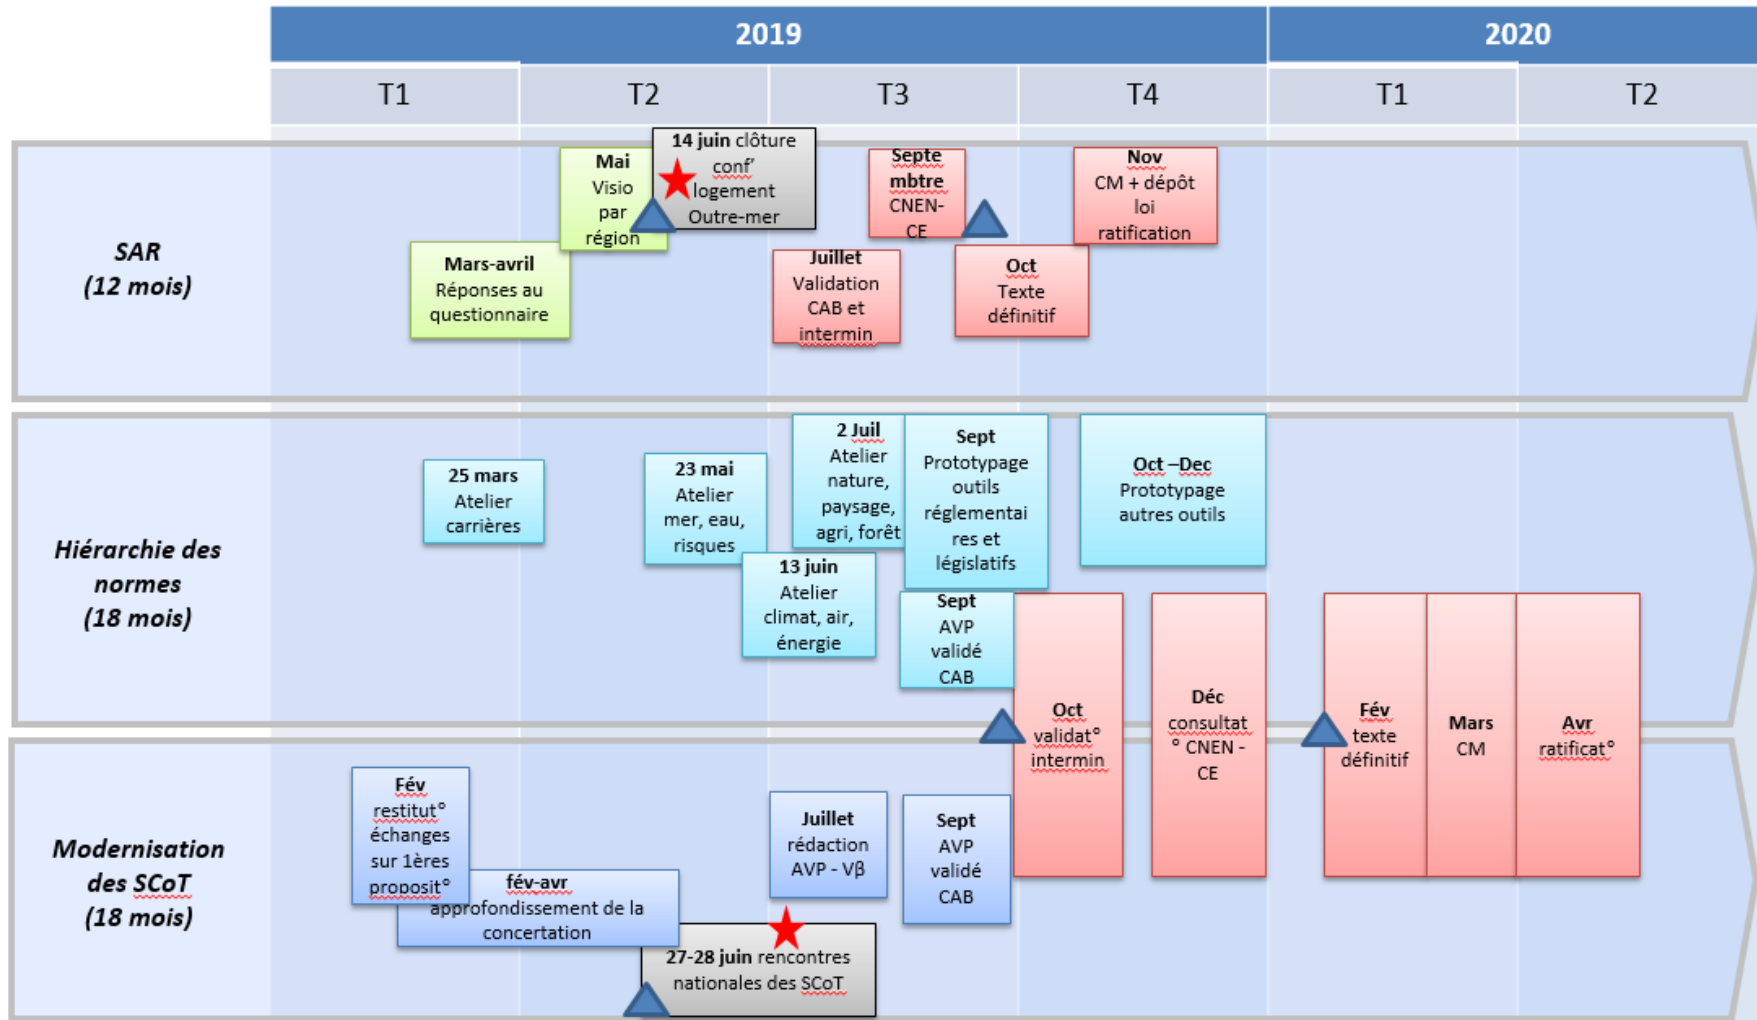 2019
2020
T1
T2
T3
T4
T1
T2
SAR
(12 mois)
Mars-avril
Réponses au
questionnaire
Mai
Visio
par
région
14 juin clôture
conf'
logement
Outre-mer
Juillet
Validation
CAB et
intermin
Septe
mbtre
CNEN-
CE
Oct
Texte
définitif
Nov
CM + dépôt
loi
ratification
Hiérarchie des
normes
(18 mois)
25 mars
Atelier
carrières
23 mai
Atelier
mer, eau,
risques
13 juin
Atelier
climat, air,
énergie
2 Juil
Atelier
nature,
paysage,
agri, forêt
Sept
Prototypage
outils
réglementai
res et
législatifs
Sept
AVP
validé
CAB
Oct –Dec
Prototypage
autres outils
Oct
validat°
intermin
Déc
consultat
° CNEN -
CE
Fév
texte
définitif
Mars
CM
Avr
ratificat°
Modernisation
des SCoT
(18 mois)
Fév
restitut°
échanges
sur 1ères
proposit°
fév-avr
approfondissement de la
concertation
27-28 juin rencontres
nationales des SCoT
Juillet
rédaction
AVP - Vβ
Sept
AVP
validé
CAB